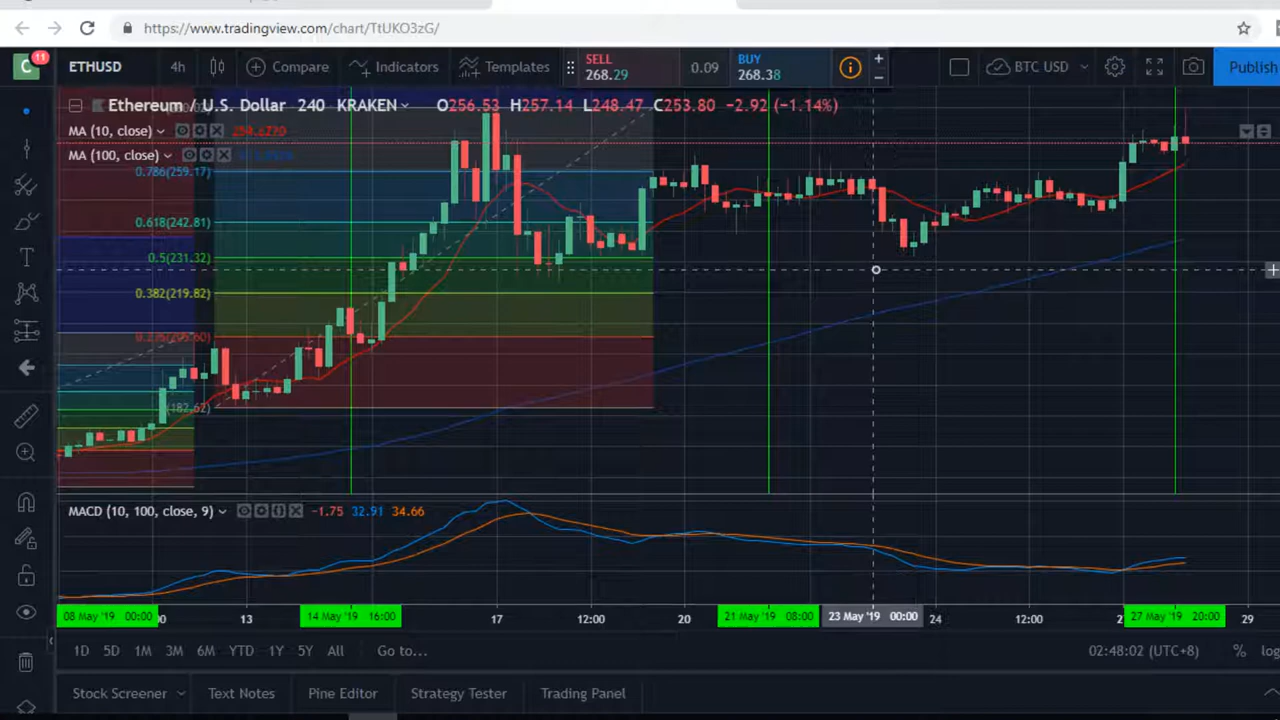 https://www.tradingview.com/chart/TtUKO3zG/
C 11 ETHUSD 4h Compare Indicators Templates SELL 268.29 0.09 BUY 268.38 BTC USD Publish
Ethereum / U.S. Dollar 240 KRAKEN O256.53 H257.14 L248.47 C253.80 −2.92 (−1.14%)
MA (10, close)
MA (100, close)
0.786(259.17)
0.618(242.81)
0.5(231.32)
0.382(219.82)
(182.62)
MACD (10, 100, close, 9) −1.75 32.91 34.66
08 May '19 00:00 13 14 May '19 16:00 17 12:00 20 21 May '19 08:00 23 May '19 00:00 24 12:00 27 May '19 20:00 29
1D 5D 1M 3M 6M YTD 1Y 5Y All Go to... 02:48:02 (UTC+8) % log
Stock Screener Text Notes Pine Editor Strategy Tester Trading Panel